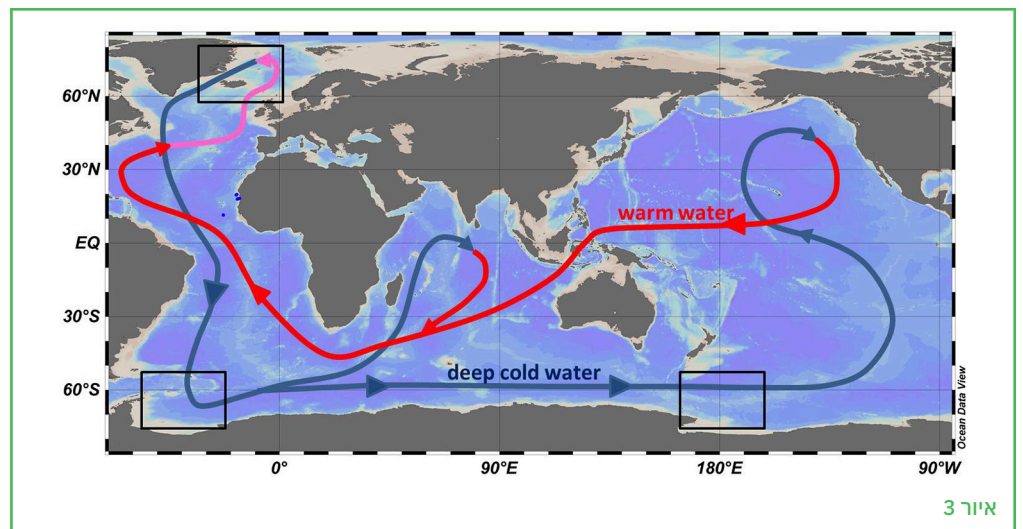 60°N
30°N
EQ
30°S
60°S
warm water
deep cold water
0°
90°E
180°E
90°W
Ocean Data View
איור 3